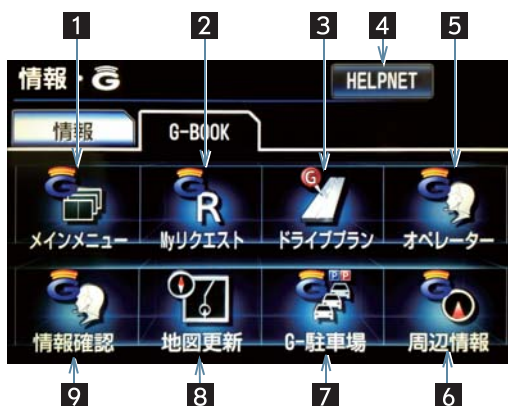 1 2 3 4 5
情報・G HELPNET
情報 G-BOOK
メインメニュー Myリクエスト ドライブプラン オペレーター
情報確認 地図更新 G-駐車場 周辺情報
9 8 7 6